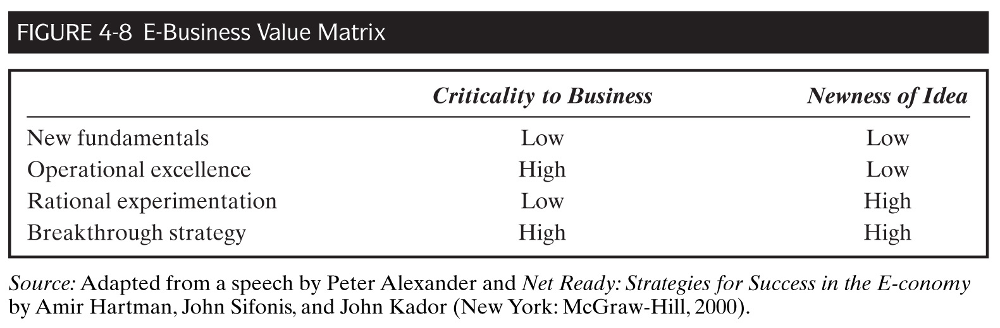 FIGURE 4-8 E-Business Value Matrix
Criticality to Business Newness of Idea
New fundamentals Low Low
Operational excellence High Low
Rational experimentation Low High
Breakthrough strategy High High
Source: Adapted from a speech by Peter Alexander and Net Ready: Strategies for Success in the E-conomy
by Amir Hartman, John Sifonis, and John Kador (New York: McGraw-Hill, 2000).